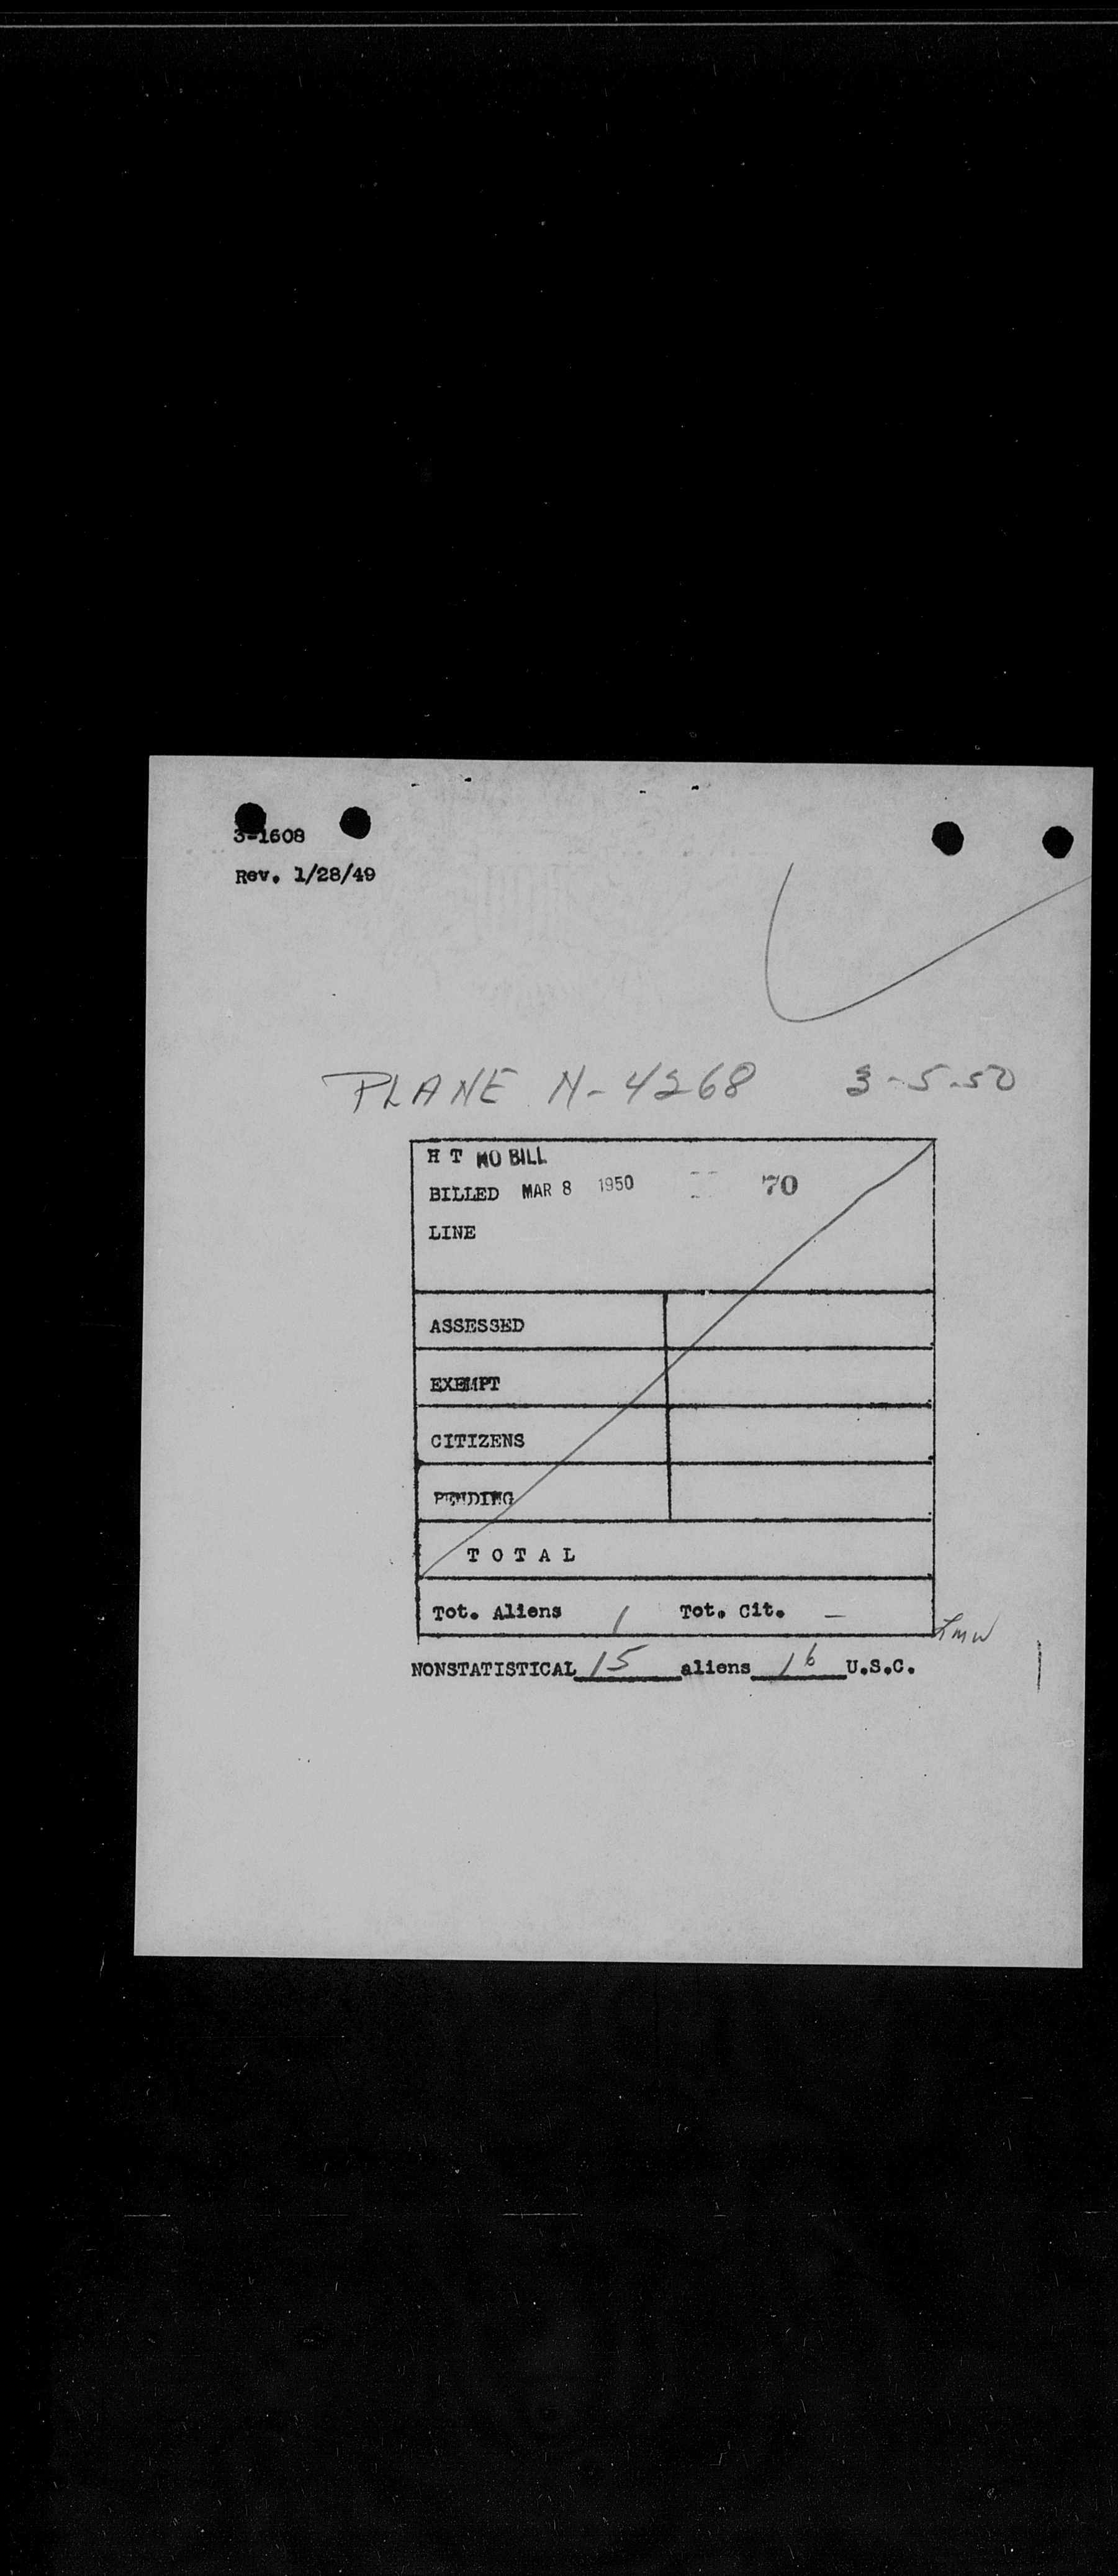 3-1608
Rev. 1/28/49
PLANE N-4268 3-5-50
H T NO BILL
BILLED MAR 8 1950 70
LINE
ASSESSED
EXEMPT
CITIZENS
PENDING
T O T A L
Tot. Aliens 1 Tot. Cit. —
NONSTATISTICAL 15 aliens 16 U.S.C.